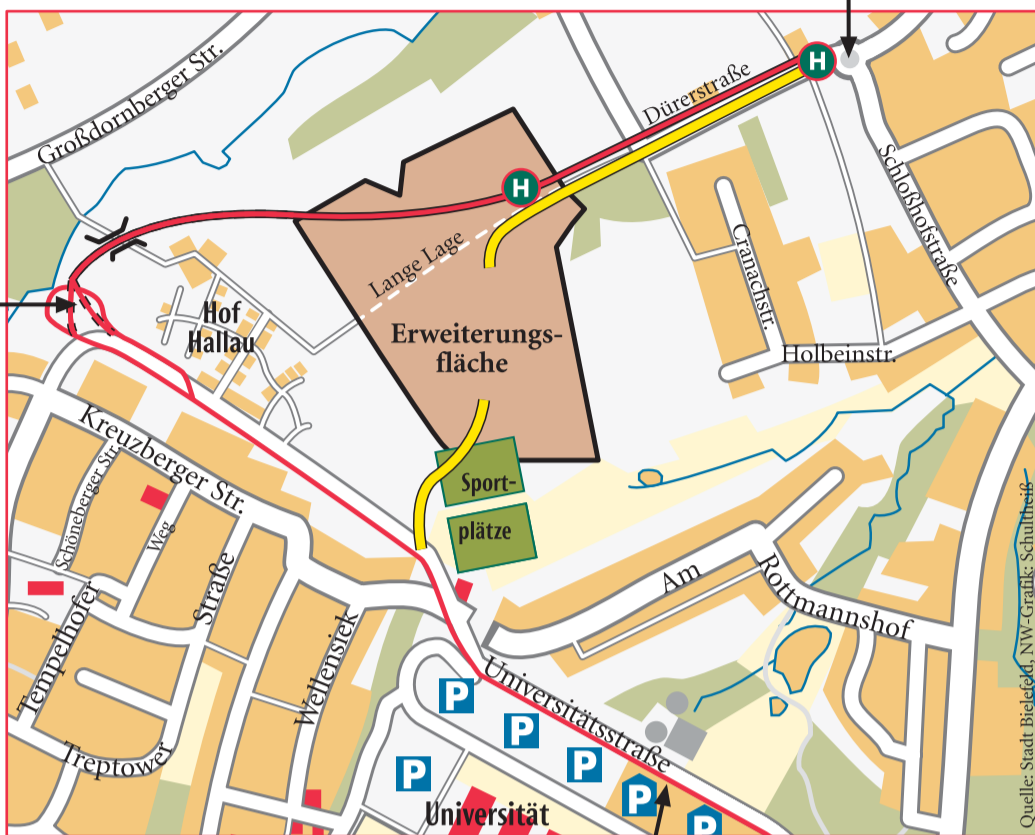 Großdornberger Str.
H
Dürerstraße
H
Schloßhofstraße
Cranachstr.
Lange Lage
Hof
Hallau
Erweiterungs-
fläche
Holbeinstr.
Kreuzberger Str.
Schöneberger Str.
Weg
Sport-
plätze
Straße
Am
Rottmannshof
Tempelhofer
Wellensiek
Treptower
Universitätsstraße
P
P
P
P
P
P
Universität
Quelle: Stadt Bielefeld, NW-Grafik: Schultheiß